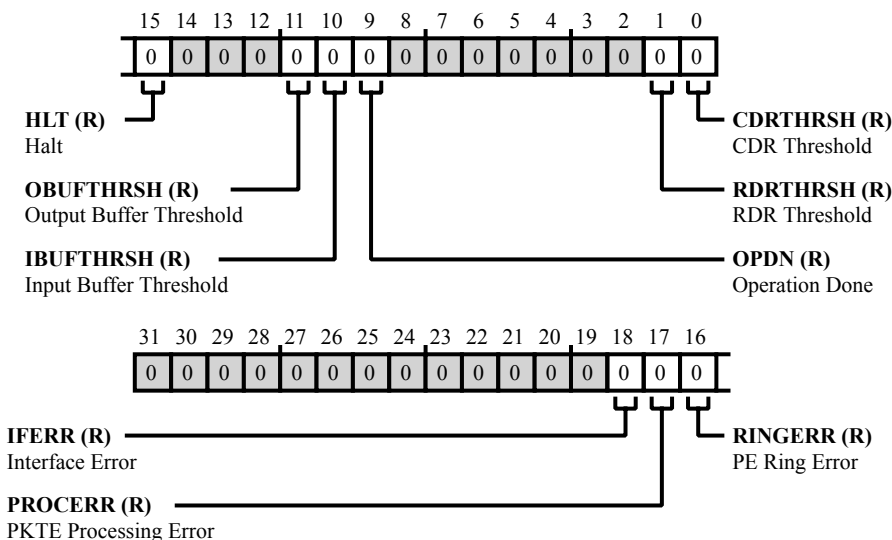 15 14 13 12 11 10 9 8 7 6 5 4 3 2 1 0
0 0 0 0 0 0 0 0 0 0 0 0 0 0 0 0
HLT (R)
Halt
CDRTHRSH (R)
CDR Threshold
OBUFTHRSH (R)
Output Buffer Threshold
RDRTHRSH (R)
RDR Threshold
IBUFTHRSH (R)
Input Buffer Threshold
OPDN (R)
Operation Done
31 30 29 28 27 26 25 24 23 22 21 20 19 18 17 16
0 0 0 0 0 0 0 0 0 0 0 0 0 0 0 0
IFERR (R)
Interface Error
RINGERR (R)
PE Ring Error
PROCERR (R)
PKTE Processing Error